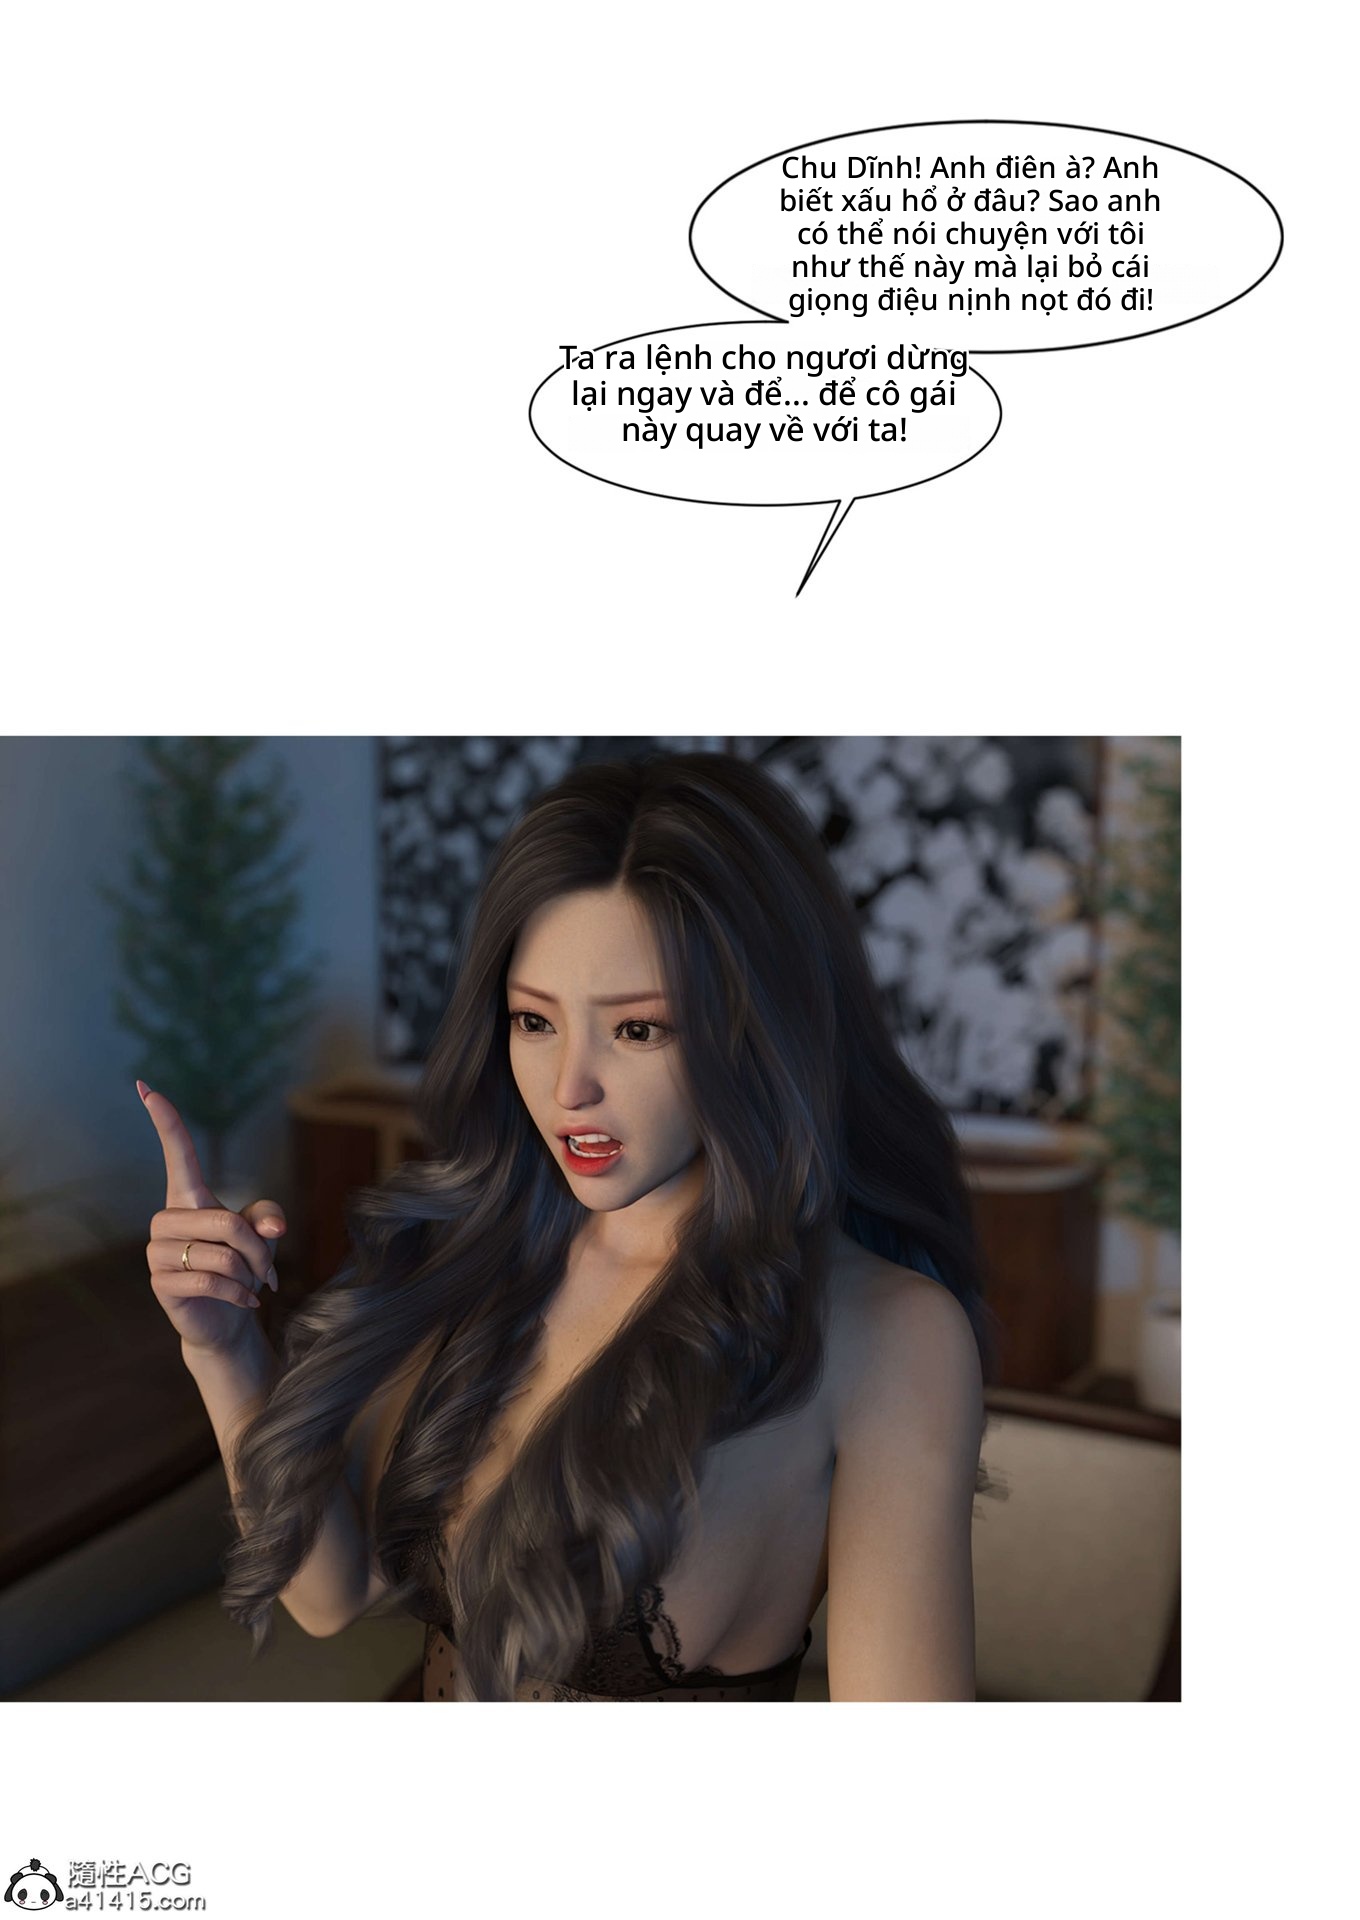 Chu Dĩnh! Anh điên à? Anh
biết xấu hổ ở đâu? Sao anh
có thể nói chuyện với tôi
như thế này mà lại bỏ cái
giọng điệu nịnh nọt đó đi!
Ta ra lệnh cho ngươi dừng
lại ngay và để... để cô gái
này quay về với ta!
隨性ACG
a41415.com